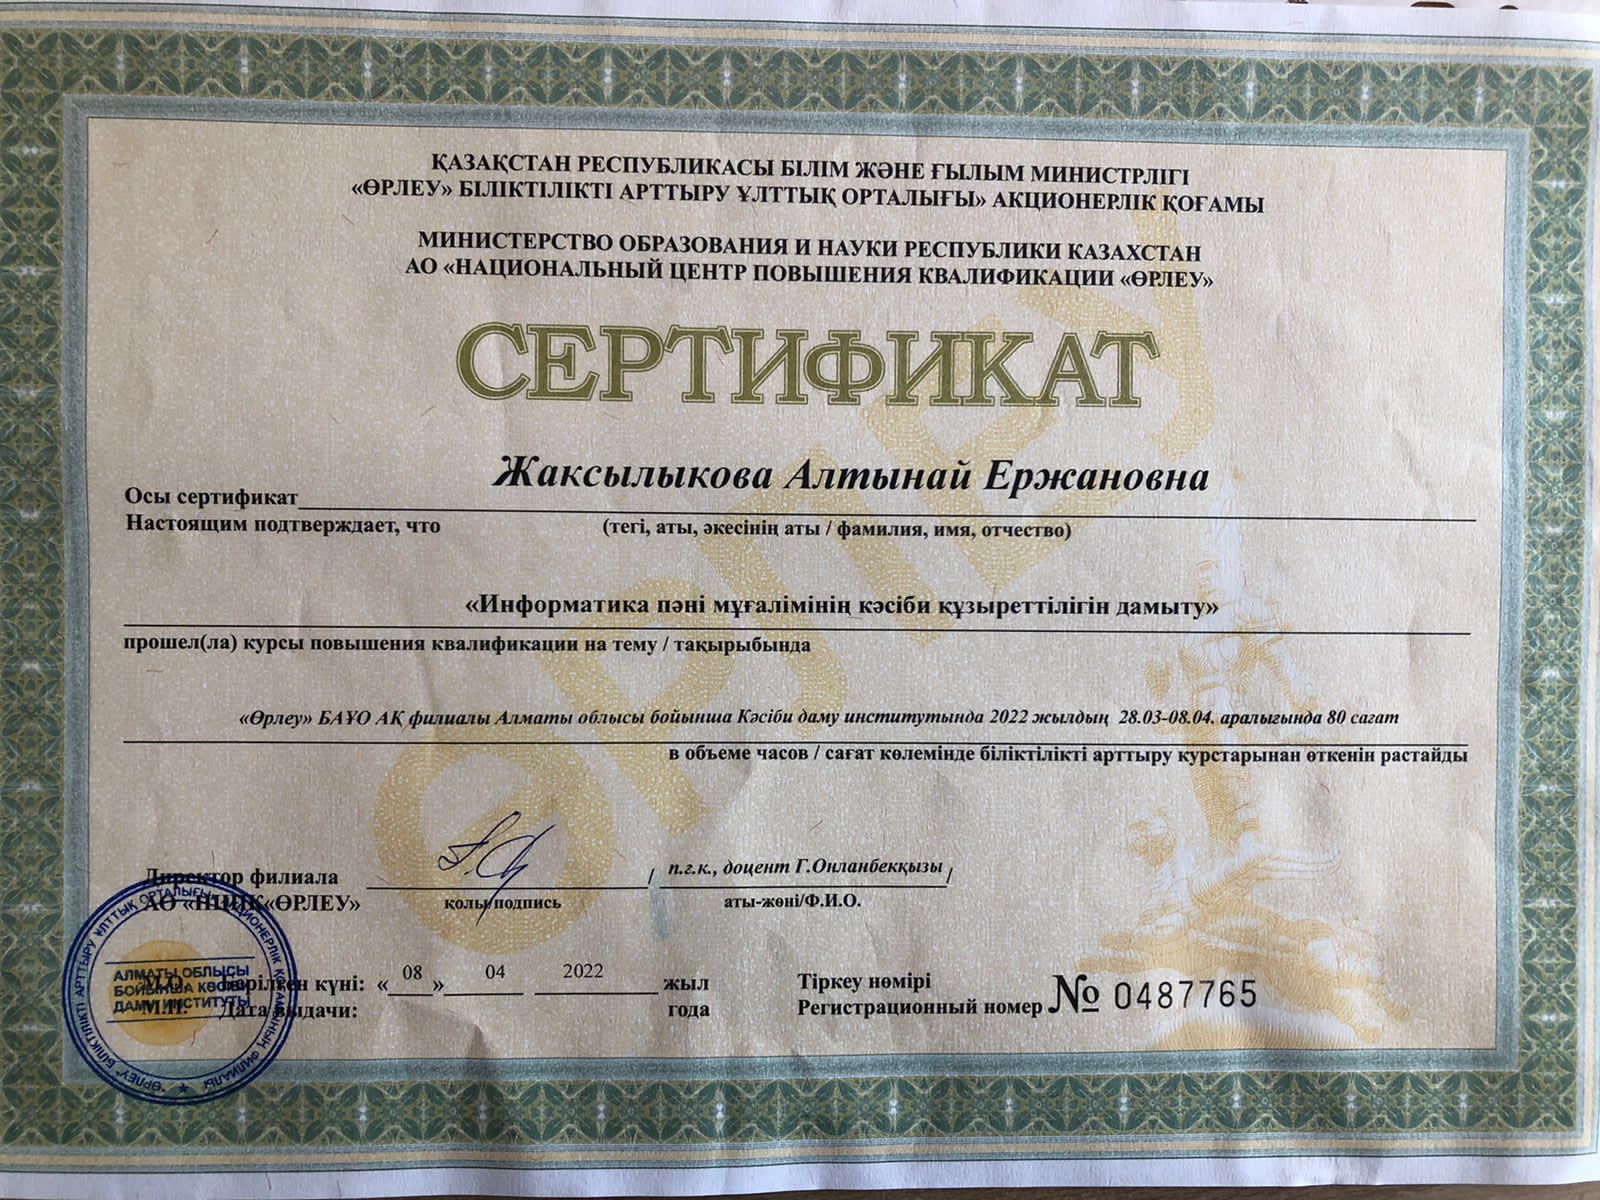 ҚАЗАҚСТАН РЕСПУБЛИКАСЫ БІЛІМ ЖӘНЕ ҒЫЛЫМ МИНИСТРЛІГІ
«ӨРЛЕУ» БІЛІКТІЛІКТІ АРТТЫРУ ҰЛТТЫҚ ОРТАЛЫҒЫ» АКЦИОНЕРЛІК ҚОҒАМЫ
МИНИСТЕРСТВО ОБРАЗОВАНИЯ И НАУКИ РЕСПУБЛИКИ КАЗАХСТАН
АО «НАЦИОНАЛЬНЫЙ ЦЕНТР ПОВЫШЕНИЯ КВАЛИФИКАЦИИ «ӨРЛЕУ»
СЕРТИФИКАТ
Жаксылыкова Алтынай Ержановна
Осы сертификат
Настоящим подтверждает, что (тегі, аты, әкесінің аты / фамилия, имя, отчество)
«Информатика пәні мұғалімінің кәсіби құзыреттілігін дамыту»
прошел(ла) курсы повышения квалификации на тему / тақырыбында
«Өрлеу» БАҰО АҚ филиалы Алматы облысы бойынша Кәсіби даму институтында 2022 жылдың 28.03-08.04. аралығында 80 сағат
в объеме часов / сағат көлемінде біліктілікті арттыру курстарынан өткенін растайды
Директор филиала / п.ғ.к., доцент Г.Онланбекқызы /
АО «НЦПК«ӨРЛЕУ» қолы/подпись аты-жөні/Ф.И.О.
М.О. Берілген күні: «08» 04 2022 жыл Тіркеу нөмірі
М.П. Дата выдачи: года Регистрационный номер № 0487765
АЛМАТЫ ОБЛЫСЫ
БОЙЫНША КӘСІБИ
ДАМУ ИНСТИТУТЫ
"ӨРЛЕУ" БІЛІКТІЛІКТІ АРТТЫРУ ҰЛТТЫҚ ОРТАЛЫҒЫ АКЦИОНЕРЛІК ҚОҒАМЫНЫҢ ФИЛИАЛЫ
ӨРЛЕУ